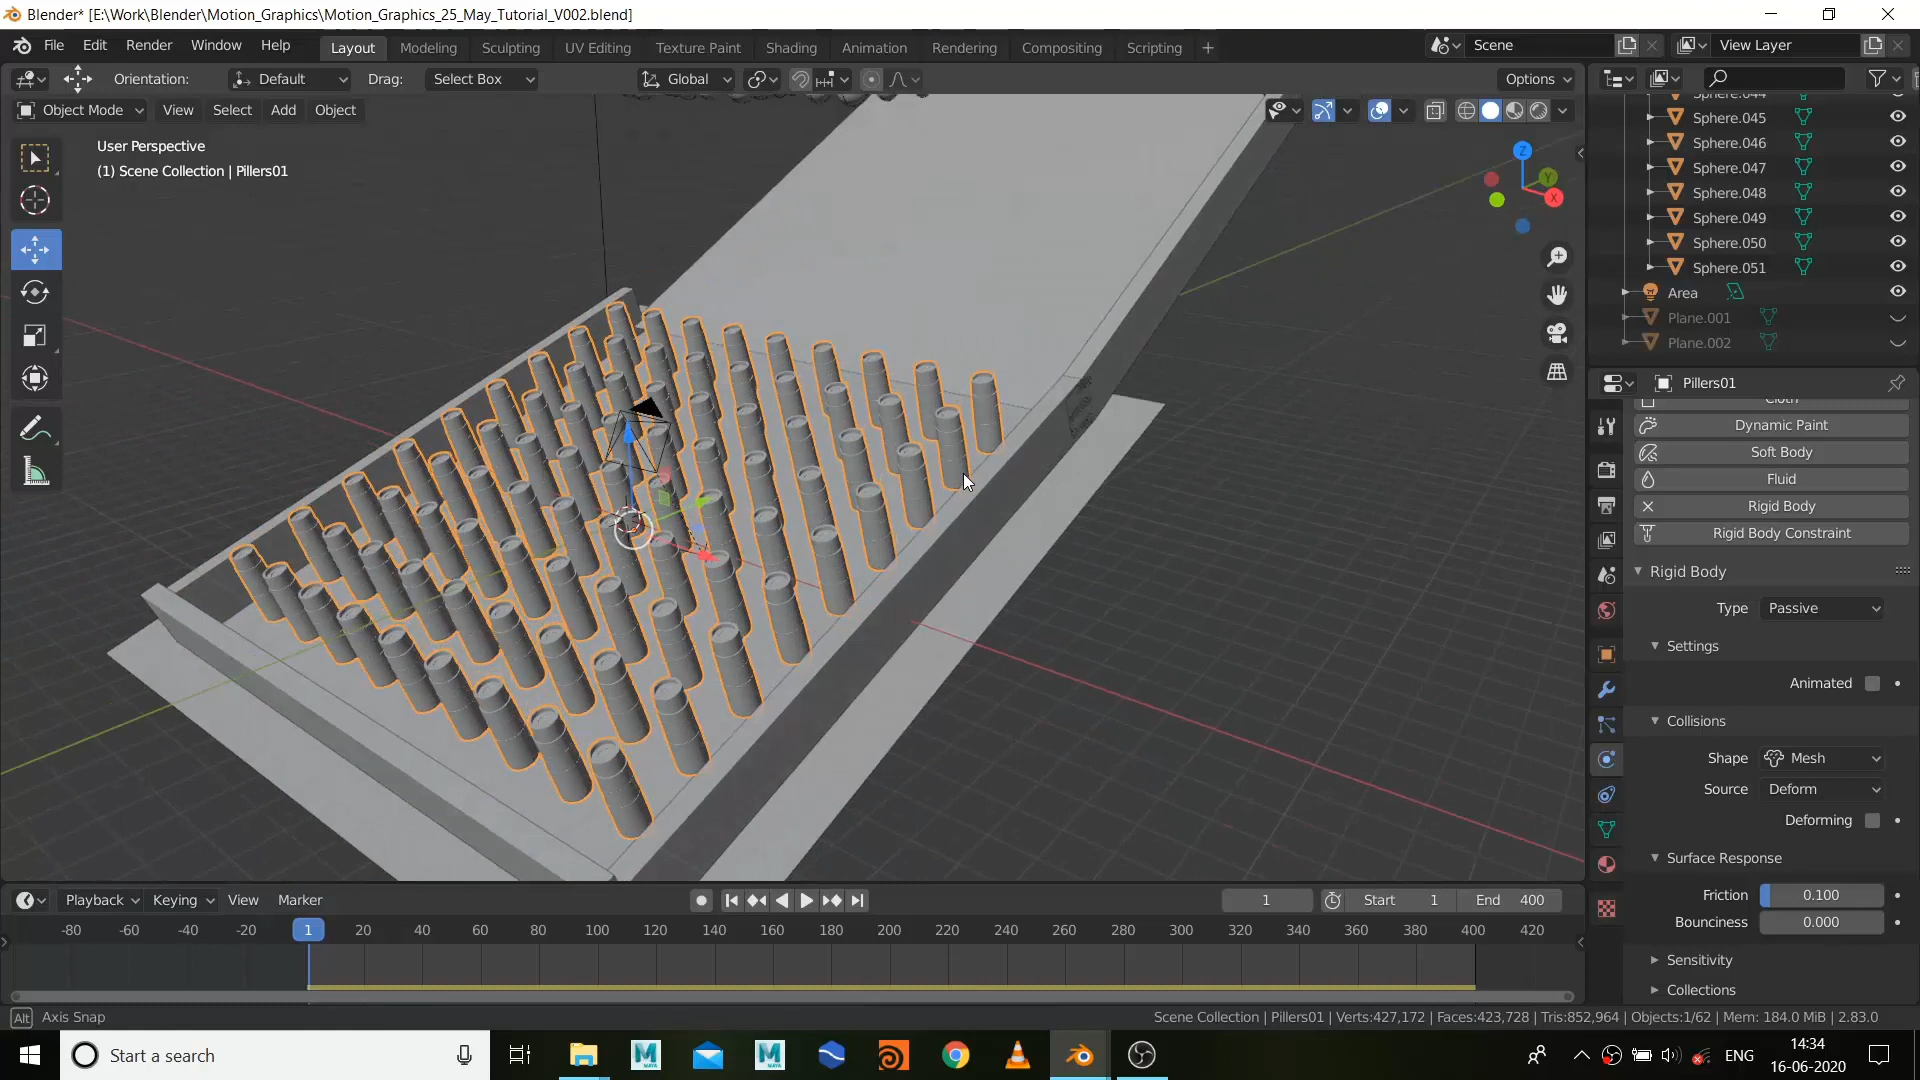 Blender* [E:\Work\Blender\Motion_Graphics\Motion_Graphics_25_May_Tutorial_V002.blend]
File Edit Render Window Help Layout Modeling Sculpting UV Editing Texture Paint Shading Animation Rendering Compositing Scripting + Scene View Layer
Orientation: Default Drag: Select Box Global Options
Object Mode View Select Add Object
User Perspective
(1) Scene Collection | Pillers01
Z
Y
X
Sphere.044
Sphere.045
Sphere.046
Sphere.047
Sphere.048
Sphere.049
Sphere.050
Sphere.051
Area
Plane.001
Plane.002
Pillers01
Cloth
Dynamic Paint
Soft Body
Fluid
Rigid Body
Rigid Body Constraint
Rigid Body
Type Passive
Settings
Animated
Collisions
Shape Mesh
Source Deform
Deforming
Surface Response
Friction 0.100
Bounciness 0.000
Sensitivity
Collections
Playback Keying View Marker 1 Start 1 End 400
-80 -60 -40 -20 1 20 40 60 80 100 120 140 160 180 200 220 240 260 280 300 320 340 360 380 400 420
Alt Axis Snap
Scene Collection | Pillers01 | Verts:427,172 | Faces:423,728 | Tris:852,964 | Objects:1/62 | Mem: 184.0 MiB | 2.83.0
Start a search
ENG
14:34
16-06-2020